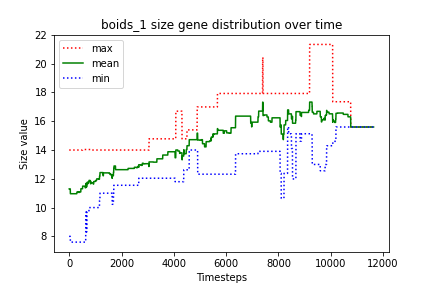 boids_1 size gene distribution over time
max
mean
min
Size value
22
20
18
16
14
12
10
8
0 2000 4000 6000 8000 10000 12000
Timesteps